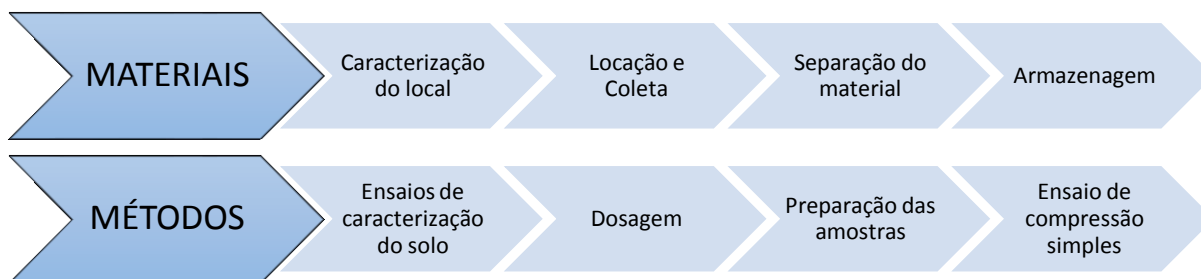 MATERIAIS
Caracterização
do local
Locação e
Coleta
Separação do
material
Armazenagem
MÉTODOS
Ensaios de
caracterização
do solo
Dosagem
Preparação das
amostras
Ensaio de
compressão
simples